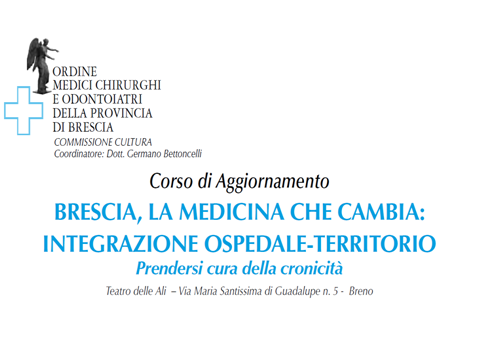 ORDINE
MEDICI CHIRURGHI
E ODONTOIATRI
DELLA PROVINCIA
DI BRESCIA
COMMISSIONE CULTURA
Coordinatore: Dott. Germano Bettoncelli
Corso di Aggiornamento
BRESCIA, LA MEDICINA CHE CAMBIA:
INTEGRAZIONE OSPEDALE-TERRITORIO
Prendersi cura della cronicità
Teatro delle Ali – Via Maria Santissima di Guadalupe n. 5 - Breno